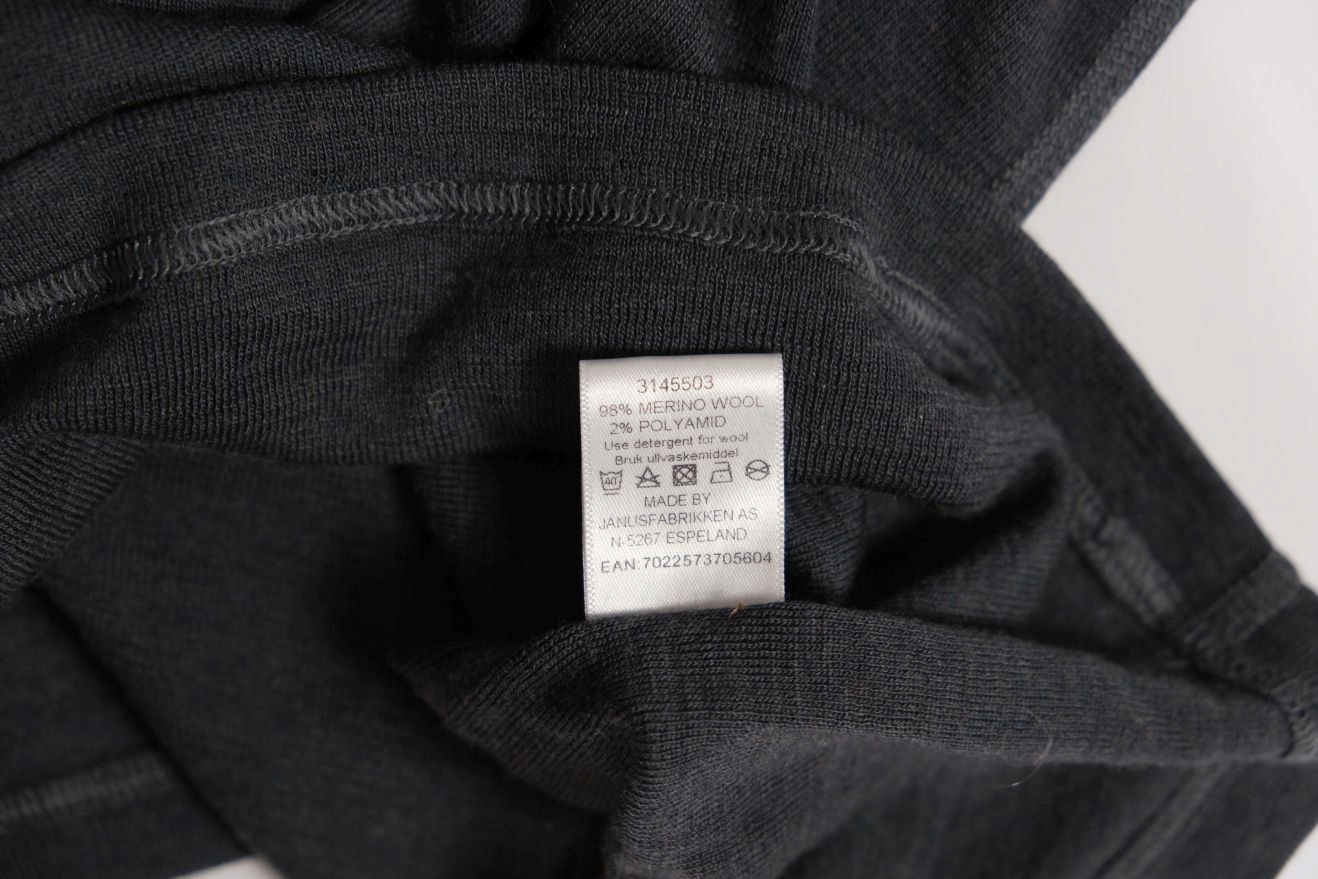 3145503
98% MERINO WOOL
2% POLYAMID
Use detergent for wool
Bruk ullvaskemiddel
40
MADE BY
JANUSFABRIKKEN AS
N-5267 ESPELAND
EAN:7022573705604